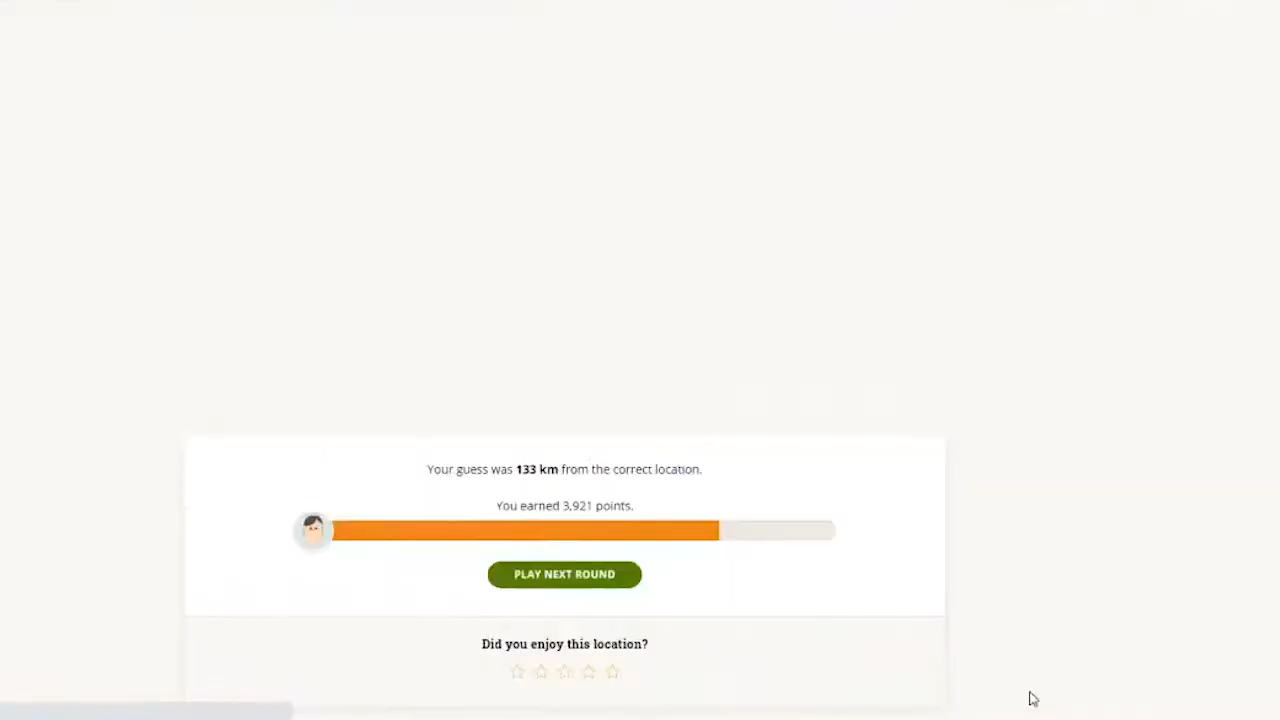 Your guess was 133 km from the correct location.
You earned 3,921 points.
PLAY NEXT ROUND
Did you enjoy this location?